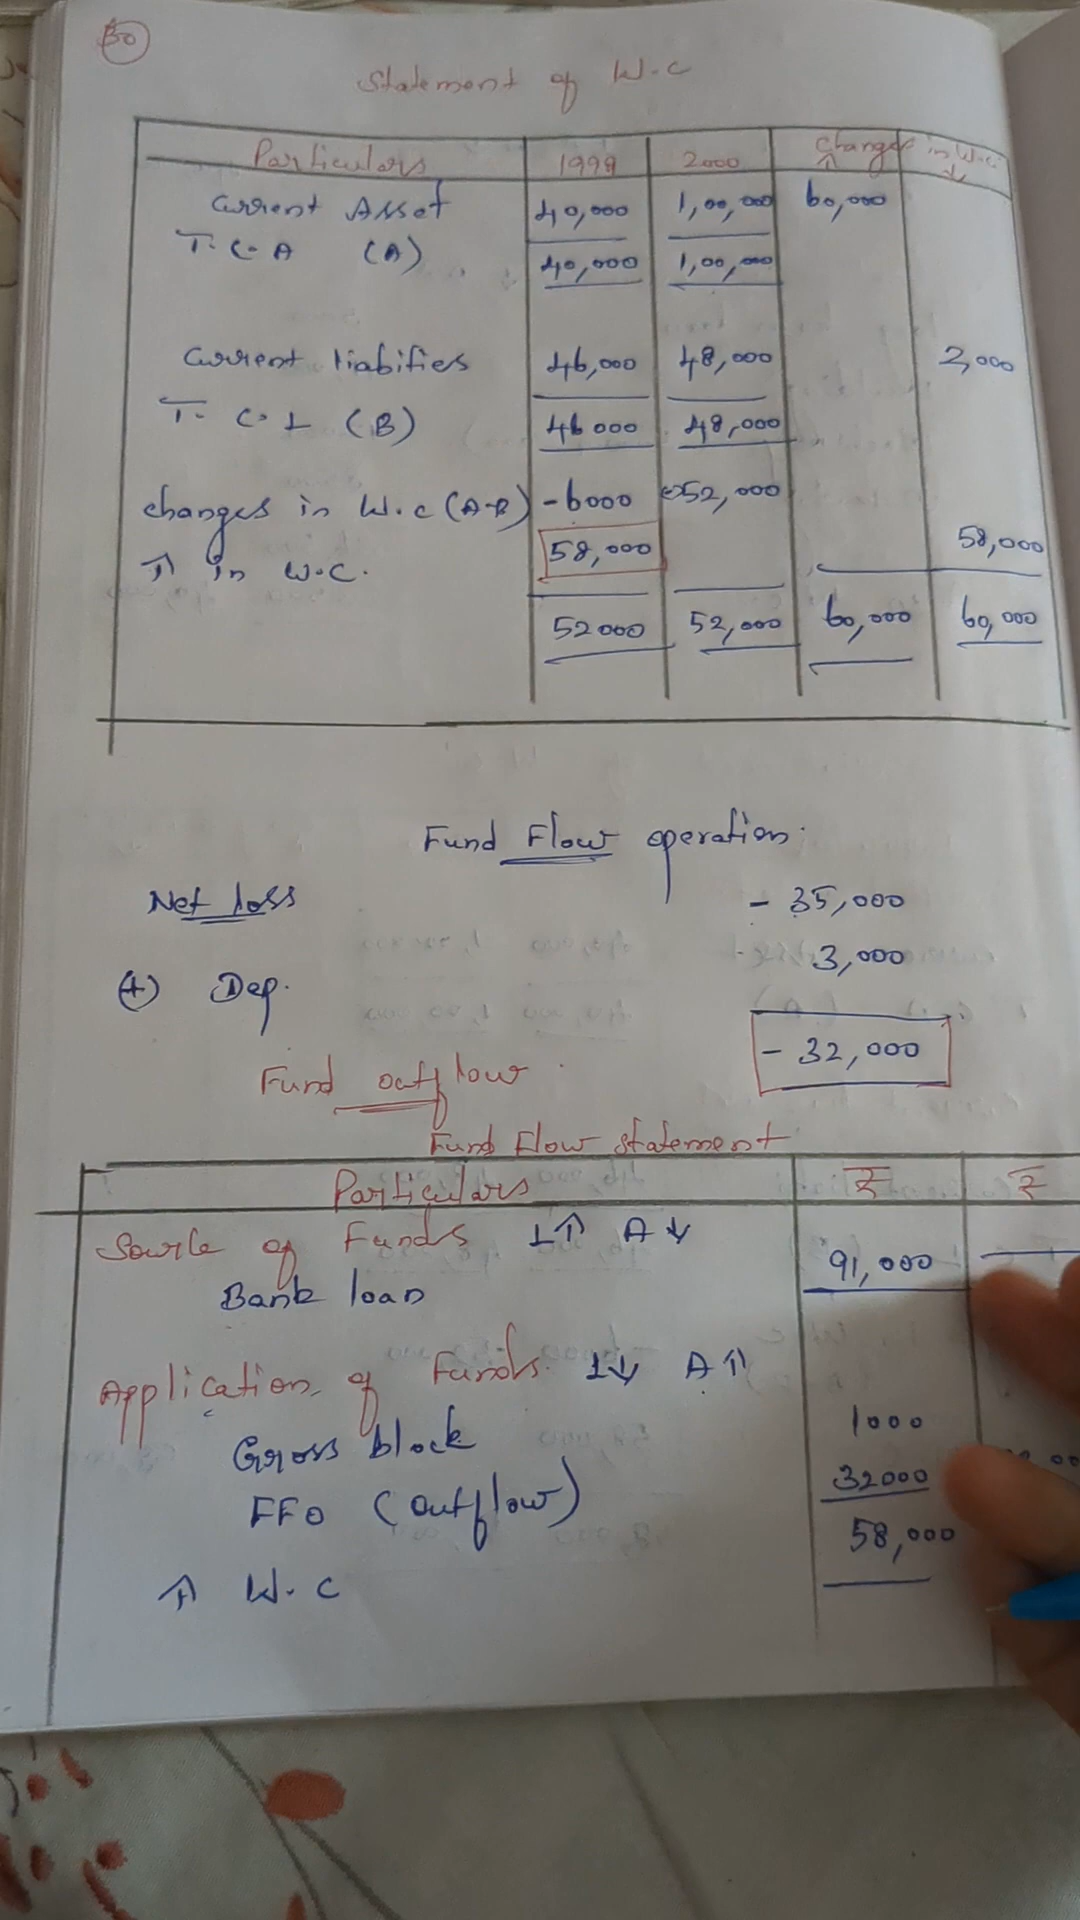 30
Statement of W.C
Particulars 1999 2000 changes in W.C
↑ ↓
Current Asset 40,000 1,00,000 60,000
T. C. A (A) 40,000 1,00,000
Current liabifies 46,000 48,000 2,000
T. C. L (B) 46000 48,000
changes in W.C (A-B) -6000 52,000
↑ in W.C. 58,000 58,000
52000 52,000 60,000 60,000
Fund Flow operation.
Net loss - 35,000
(+) Dep. 3,000
Fund outflow - 32,000
Fund Flow statement
Particulars ₹ ₹
Source of Funds L↑ A↓
Bank loan 91,000
Application of Funds. L↓ A↑
Gross block 1000
FFO (outflow) 32000
↑ W.C 58,000